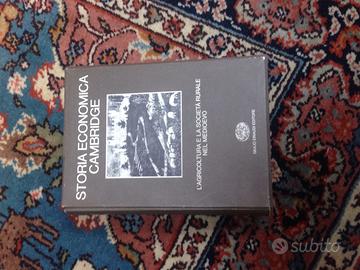 STORIA ECONOMICA
CAMBRIDGE
L'AGRICOLTURA E LA SOCIETÀ RURALE
NEL MEDIOEVO
GIULIO EINAUDI EDITORE
subito